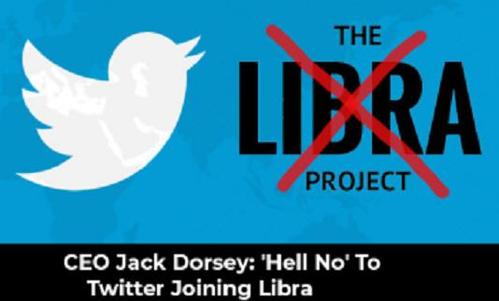 THE
LIBRA
PROJECT
CEO Jack Dorsey: 'Hell No' To
Twitter Joining Libra